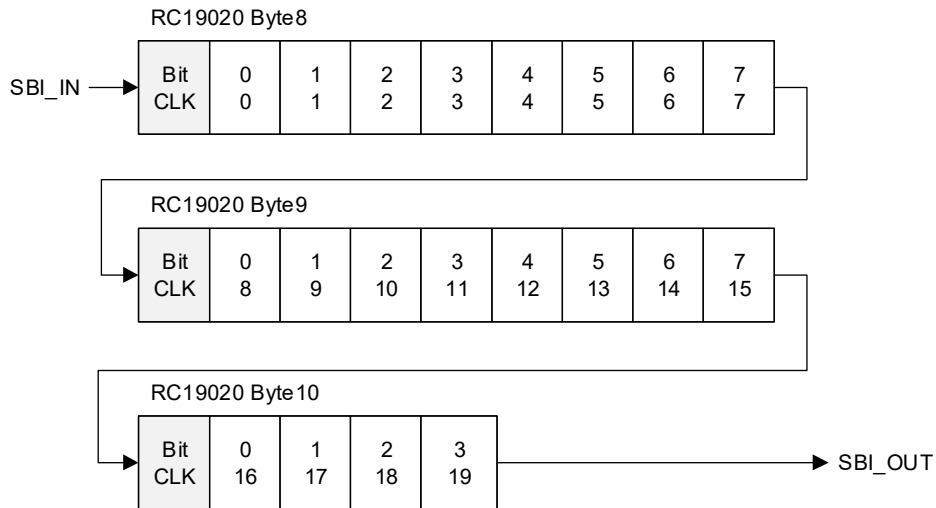 RC19020 Byte8
SBI_IN
Bit 0 1 2 3 4 5 6 7
CLK 0 1 2 3 4 5 6 7
RC19020 Byte9
Bit 0 1 2 3 4 5 6 7
CLK 8 9 10 11 12 13 14 15
RC19020 Byte10
Bit 0 1 2 3
CLK 16 17 18 19
SBI_OUT